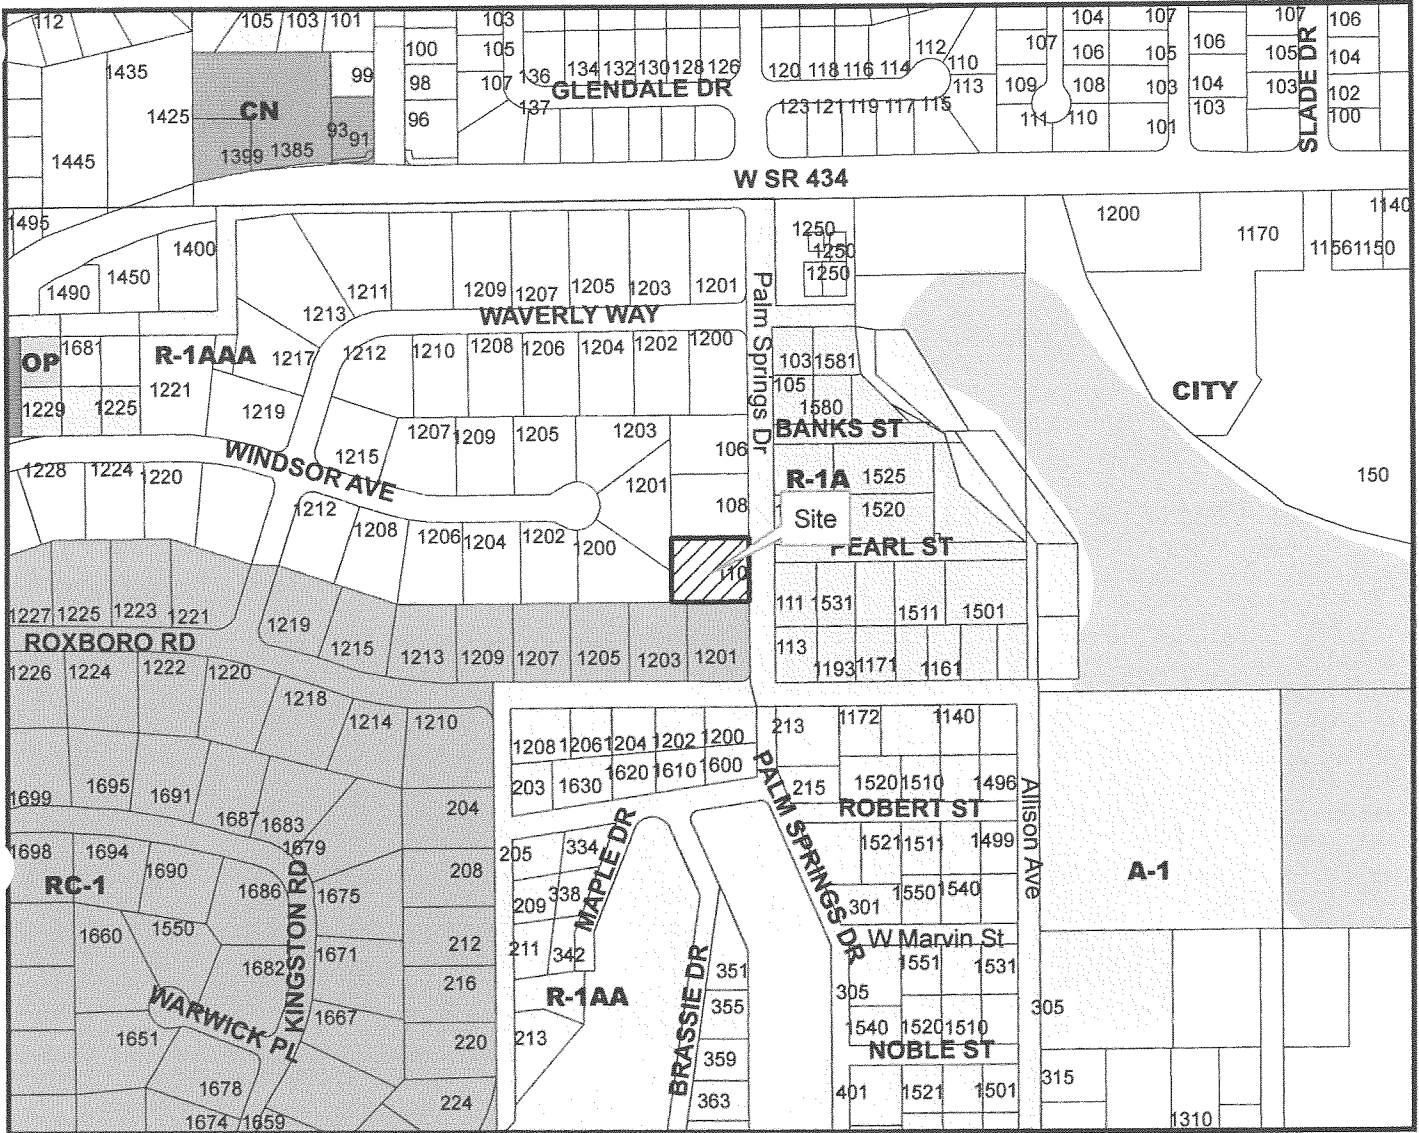 112
105 103 101
103
104 107
107 106
1435
100
105
112
107 106 105
106 105 104
99
98
107 136 134 132 130 128 126
120 118 116 114
110
113
109 108 103
104 103 102
GLENDALE DR
SLADE DR
1425
CN
96
137
123 121 119 117 115
111 110 101
103 100
93 91
1445
1399 1385
W SR 434
1495
1400
1450
1490
1250
1250
1250
1200
1170
1140
1156 1150
1211 1209 1207 1205 1203 1201
1213
Palm Springs Dr
WAVERLY WAY
OP
1681
R-1AAA
1217 1212 1210 1208 1206 1204 1202 1200
103 1581
1229 1225 1221
1219
105
1580
CITY
1207 1209 1205 1203
106
BANKS ST
1228 1224 1220
WINDSOR AVE
1215
1201
R-1A
1525
150
1212
1208 1206 1204 1202 1200
108
Site
1520
110
PEARL ST
1227 1225 1223 1221
1219
111 1531 1511 1501
ROXBORO RD
1215 1213 1209 1207 1205 1203 1201
113
1193 1171 1161
1226 1224 1222 1220
1218
1214 1210
1208 1206 1204 1202 1200
213 1172 1140
1699 1695 1691
1687 1683
204
203 1630 1620 1610 1600
PALM SPRINGS DR
215
1520 1510 1496
ROBERT ST
Allison Ave
1698 1694 1690
1679
RC-1
1686 1675
208
205 334
MAPLE DR
1521 1511 1499
A-1
209 338
301
1550 1540
1660 1550
KINGSTON RD
1671
212
211 342
W Marvin St
1682
216
351
1551 1531
WARWICK PL
R-1AA
305
305
1651
1667
220
213
BRASSIE DR
355
1540 1520 1510
359
NOBLE ST
1678
224
363
401 1521 1501
315
1674 1659
1310